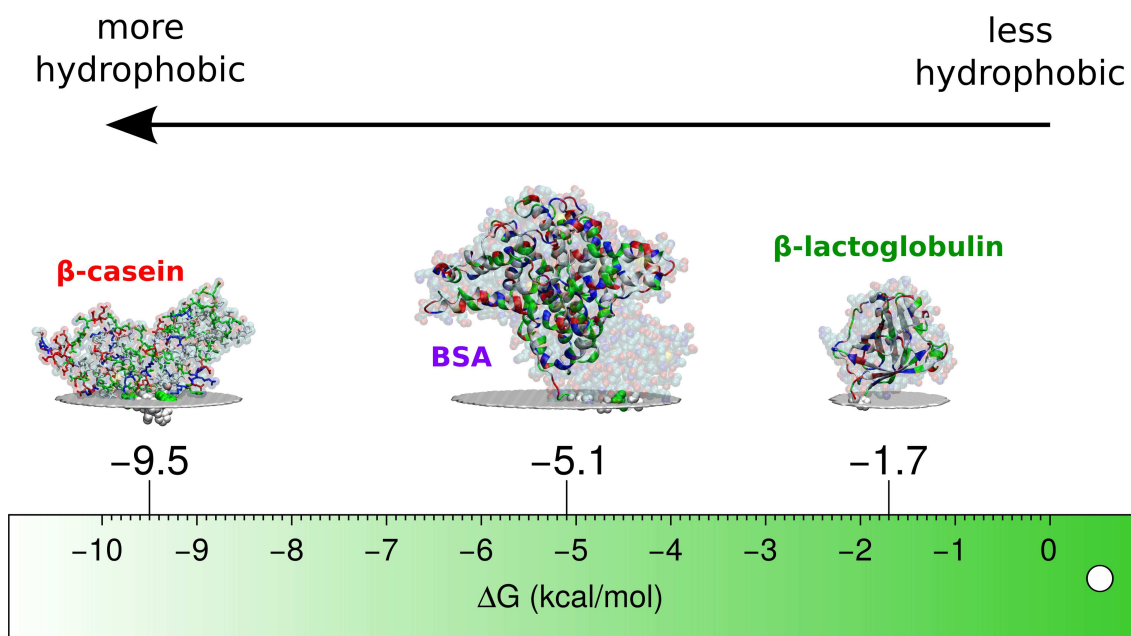 more
hydrophobic
less
hydrophobic
β-casein
BSA
β-lactoglobulin
−9.5
−5.1
−1.7
−10 −9 −8 −7 −6 −5 −4 −3 −2 −1 0
ΔG (kcal/mol)